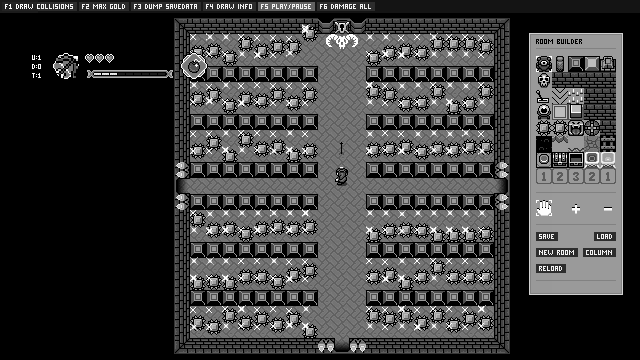 F1 DRAW COLLISIONS F2 MAX GOLD F3 DUMP SAVEDATA F4 DRAW INFO F5 PLAY/PAUSE F6 DAMAGE ALL
U:1
D:0
T:1
ROOM BUILDER
1 2 3 2 1
+ −
SAVE LOAD
NEW ROOM COLUMN
RELOAD